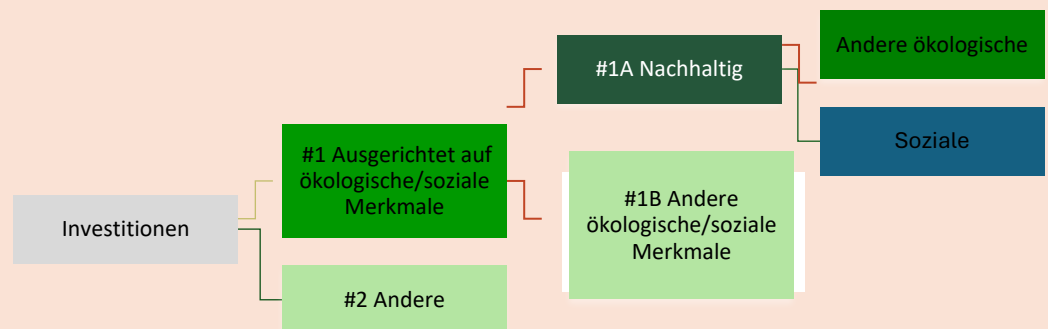 Andere ökologische
#1A Nachhaltig
Soziale
#1 Ausgerichtet auf
ökologische/soziale
Merkmale
#1B Andere
ökologische/soziale
Merkmale
Investitionen
#2 Andere